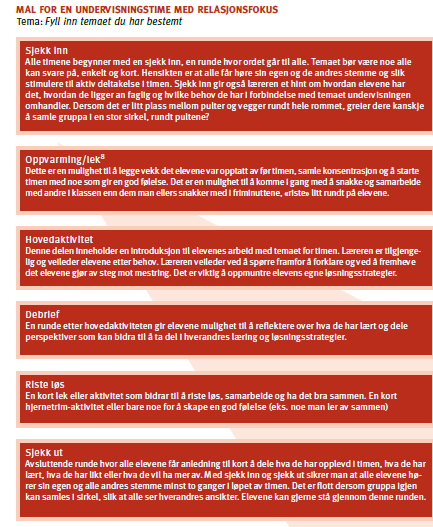 MAL FOR EN UNDERVISNINGSTIME MED RELASJONSFOKUS
Tema: Fyll inn temaet du har bestemt
Sjekk inn
Alle timene begynner med en sjekk inn, en runde hvor ordet går til alle. Temaet bør være noe alle
kan svare på, enkelt og kort. Hensikten er at alle får høre sin egen og de andres stemme og slik
stimulere til aktiv deltakelse i timen. Sjekk inn gir også læreren et hint om hvordan elevene har
det, hvordan de ligger an faglig og hvilke behov de har i forbindelse med temaet undervisningen
omhandler. Dersom det er litt plass mellom pulter og vegger rundt hele rommet, greier dere kanskje
å samle gruppa i en stor sirkel, rundt pultene?
Oppvarming/lek8
Dette er en mulighet til å legge vekk det elevene var opptatt av før timen, samle konsentrasjon og å starte
timen med noe som gir en god følelse. Det er en mulighet til å komme i gang med å snakke og samarbeide
med andre i klassen enn dem man ellers snakker med i friminuttene, «riste» litt rundt på elevene.
Hovedaktivitet
Denne delen inneholder en introduksjon til elevenes arbeid med temaet for timen. Læreren er tilgjenge-
lig og veileder elevene etter behov. Læreren veileder ved å spørre framfor å forklare og ved å fremheve
det elevene gjør av steg mot mestring. Det er viktig å oppmuntre elevens egne løsningsstrategier.
Debrief
En runde etter hovedaktiviteten gir elevene mulighet til å reflektere over hva de har lært og dele
perspektiver som kan bidra til å ta del i hverandres læring og løsningsstrategier.
Riste løs
En kort lek eller aktivitet som bidrar til å riste løs, samarbeide og ha det bra sammen. En kort
hjernetrim-aktivitet eller bare noe for å skape en god følelse (eks. noe man ler av sammen)
Sjekk ut
Avsluttende runde hvor alle elevene får anledning til kort å dele hva de har opplevd i timen, hva de har
lært, hva de har likt eller hva de vil ha mer av. Med sjekk inn og sjekk ut sikrer man at alle elevene hø-
rer sin egen og alle andres stemme minst to ganger i løpet av timen. Det er flott dersom gruppa igjen
kan samles i sirkel, slik at alle ser hverandres ansikter. Elevene kan gjerne stå gjennom denne runden.